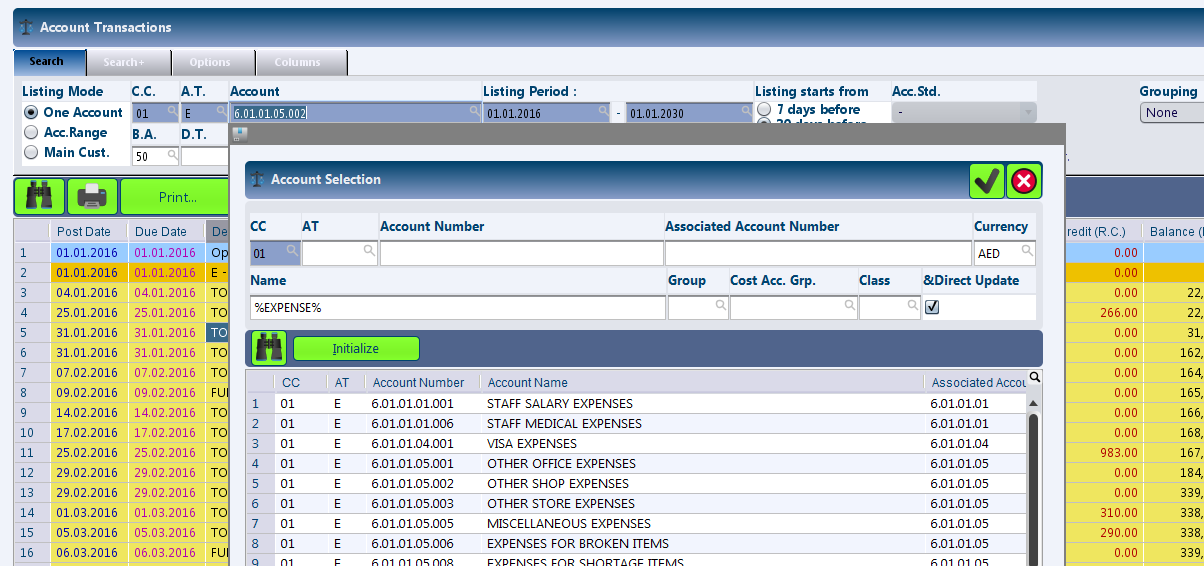 Account Transactions
Search Search+ Options Columns
Listing Mode C.C. A.T. Account Listing Period : Listing starts from Acc.Std. Grouping
One Account 01 E 6.01.01.05.002 01.01.2016 - 01.01.2030 7 days before - None
Acc.Range B.A. D.T.
Main Cust. 50
Print...
Account Selection
CC AT Account Number Associated Account Number Currency
01 AED
Name Group Cost Acc. Grp. Class &Direct Update
%EXPENSE%
Initialize
CC AT Account Number Account Name
1 01 E 6.01.01.01.001 STAFF SALARY EXPENSES 6.01.01.01
2 01 E 6.01.01.01.006 STAFF MEDICAL EXPENSES 6.01.01.01
3 01 E 6.01.01.04.001 VISA EXPENSES 6.01.01.04
4 01 E 6.01.01.05.001 OTHER OFFICE EXPENSES 6.01.01.05
5 01 E 6.01.01.05.002 OTHER SHOP EXPENSES 6.01.01.05
6 01 E 6.01.01.05.003 OTHER STORE EXPENSES 6.01.01.05
7 01 E 6.01.01.05.005 MISCELLANEOUS EXPENSES 6.01.01.05
8 01 E 6.01.01.05.006 EXPENSES FOR BROKEN ITEMS 6.01.01.05
9 01 E 6.01.01.05.008 EXPENSES FOR SHORTAGE ITEMS 6.01.01.05
Post Date Due Date De redit (R.C.) Balance (
1 01.01.2016 01.01.2016 Op 0.00
2 01.01.2016 01.01.2016 E - 0.00
3 04.01.2016 04.01.2016 TO 0.00 22,
4 25.01.2016 25.01.2016 TO 266.00 22,
5 31.01.2016 31.01.2016 TO 0.00 31,
6 31.01.2016 31.01.2016 TO 0.00 162,
7 07.02.2016 07.02.2016 TO 0.00 164,
8 09.02.2016 09.02.2016 FU 0.00 165,
9 14.02.2016 14.02.2016 TO 0.00 166,
10 17.02.2016 17.02.2016 TO 0.00 168,
11 25.02.2016 25.02.2016 TO 983.00 167,
12 29.02.2016 29.02.2016 TO 0.00 184,
13 29.02.2016 29.02.2016 TO 0.00 193,
14 01.03.2016 01.03.2016 TO 310.00 338,
15 05.03.2016 05.03.2016 TO 290.00 338,
16 06.03.2016 06.03.2016 FU 0.00 339,